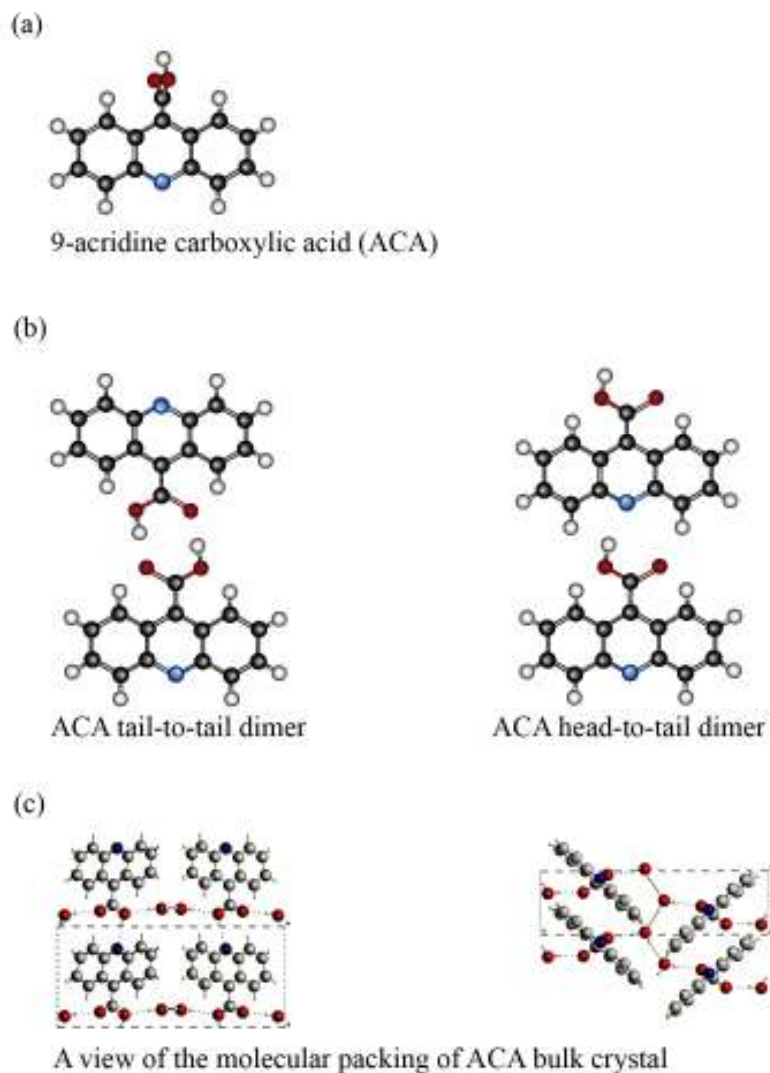 (a)
9-acridine carboxylic acid (ACA)
(b)
ACA tail-to-tail dimer
ACA head-to-tail dimer
(c)
A view of the molecular packing of ACA bulk crystal